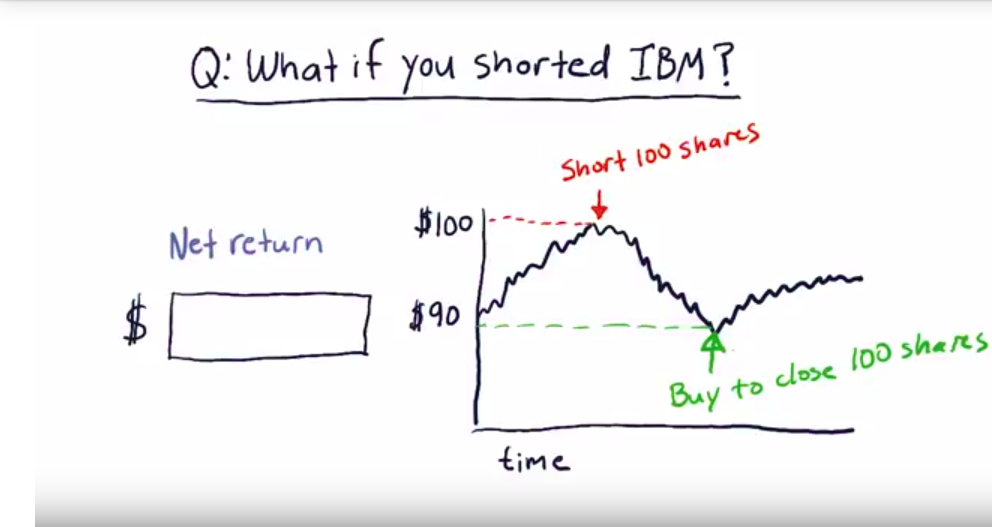 Q: What if you shorted IBM?
Short 100 shares
$100
Net return
$
$90
Buy to close 100 shares
time